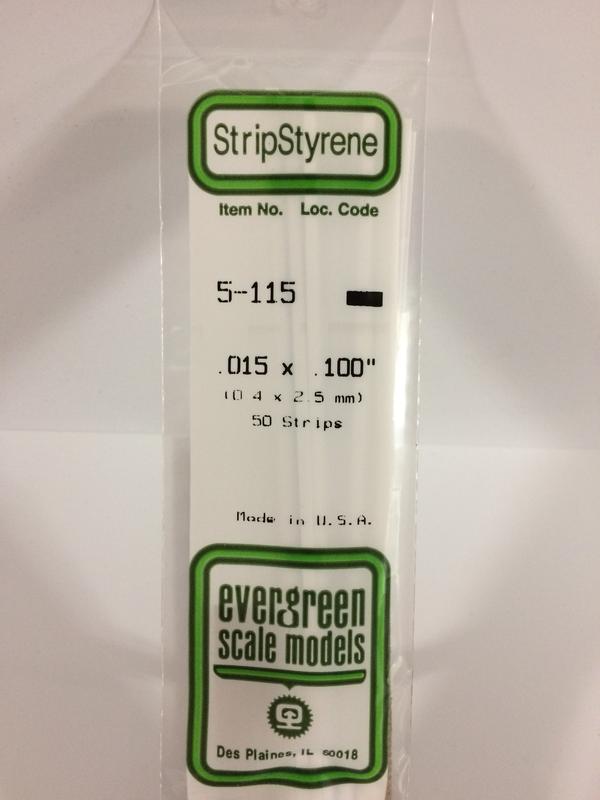 StripStyrene
Item No. Loc. Code
5-115
.015 x .100"
(0.4 x 2.5 mm)
50 Strips
Made in U.S.A.
evergreen
scale models
Des Plaines, IL 60018